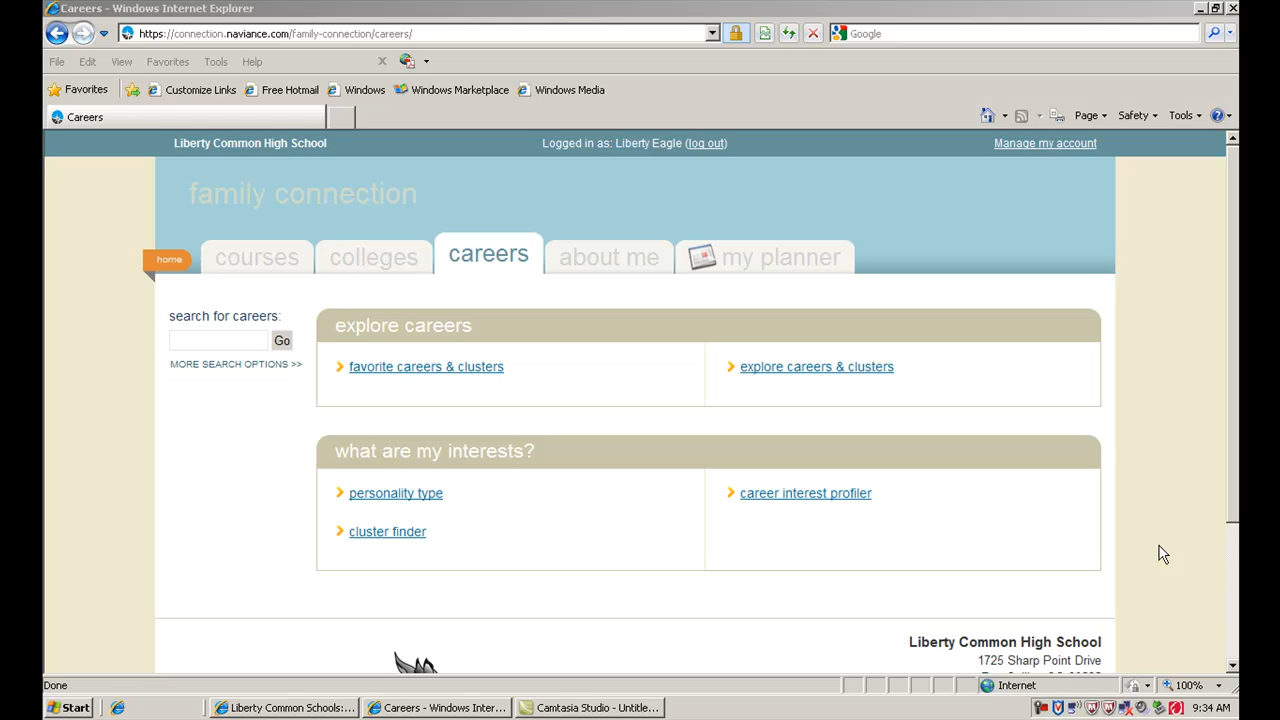 Careers - Windows Internet Explorer
https://connection.naviance.com/family-connection/careers/
Google
File Edit View Favorites Tools Help
Favorites Customize Links Free Hotmail Windows Windows Marketplace Windows Media
Careers Page Safety Tools
Liberty Common High School Logged in as: Liberty Eagle (log out) Manage my account
family connection
home courses colleges careers about me my planner
search for careers:
Go
MORE SEARCH OPTIONS >>
explore careers
favorite careers & clusters explore careers & clusters
what are my interests?
personality type career interest profiler
cluster finder
Liberty Common High School
1725 Sharp Point Drive
Done Internet 100%
Start Liberty Common Schools:... Careers - Windows Inter... Camtasia Studio - Untitle... 9:34 AM